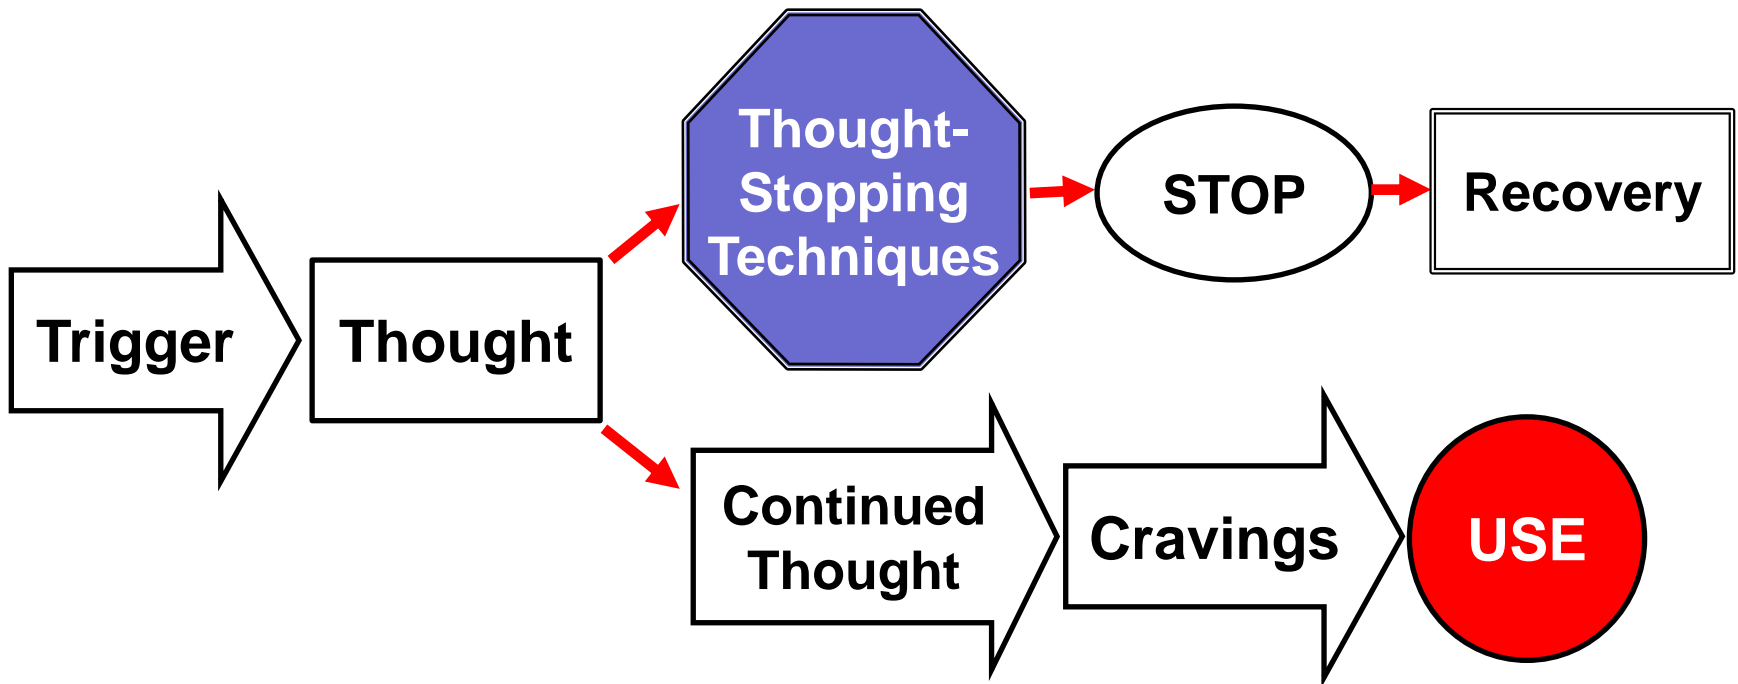 Trigger
Thought
Thought-
Stopping
Techniques
STOP
Recovery
Continued
Thought
Cravings
USE